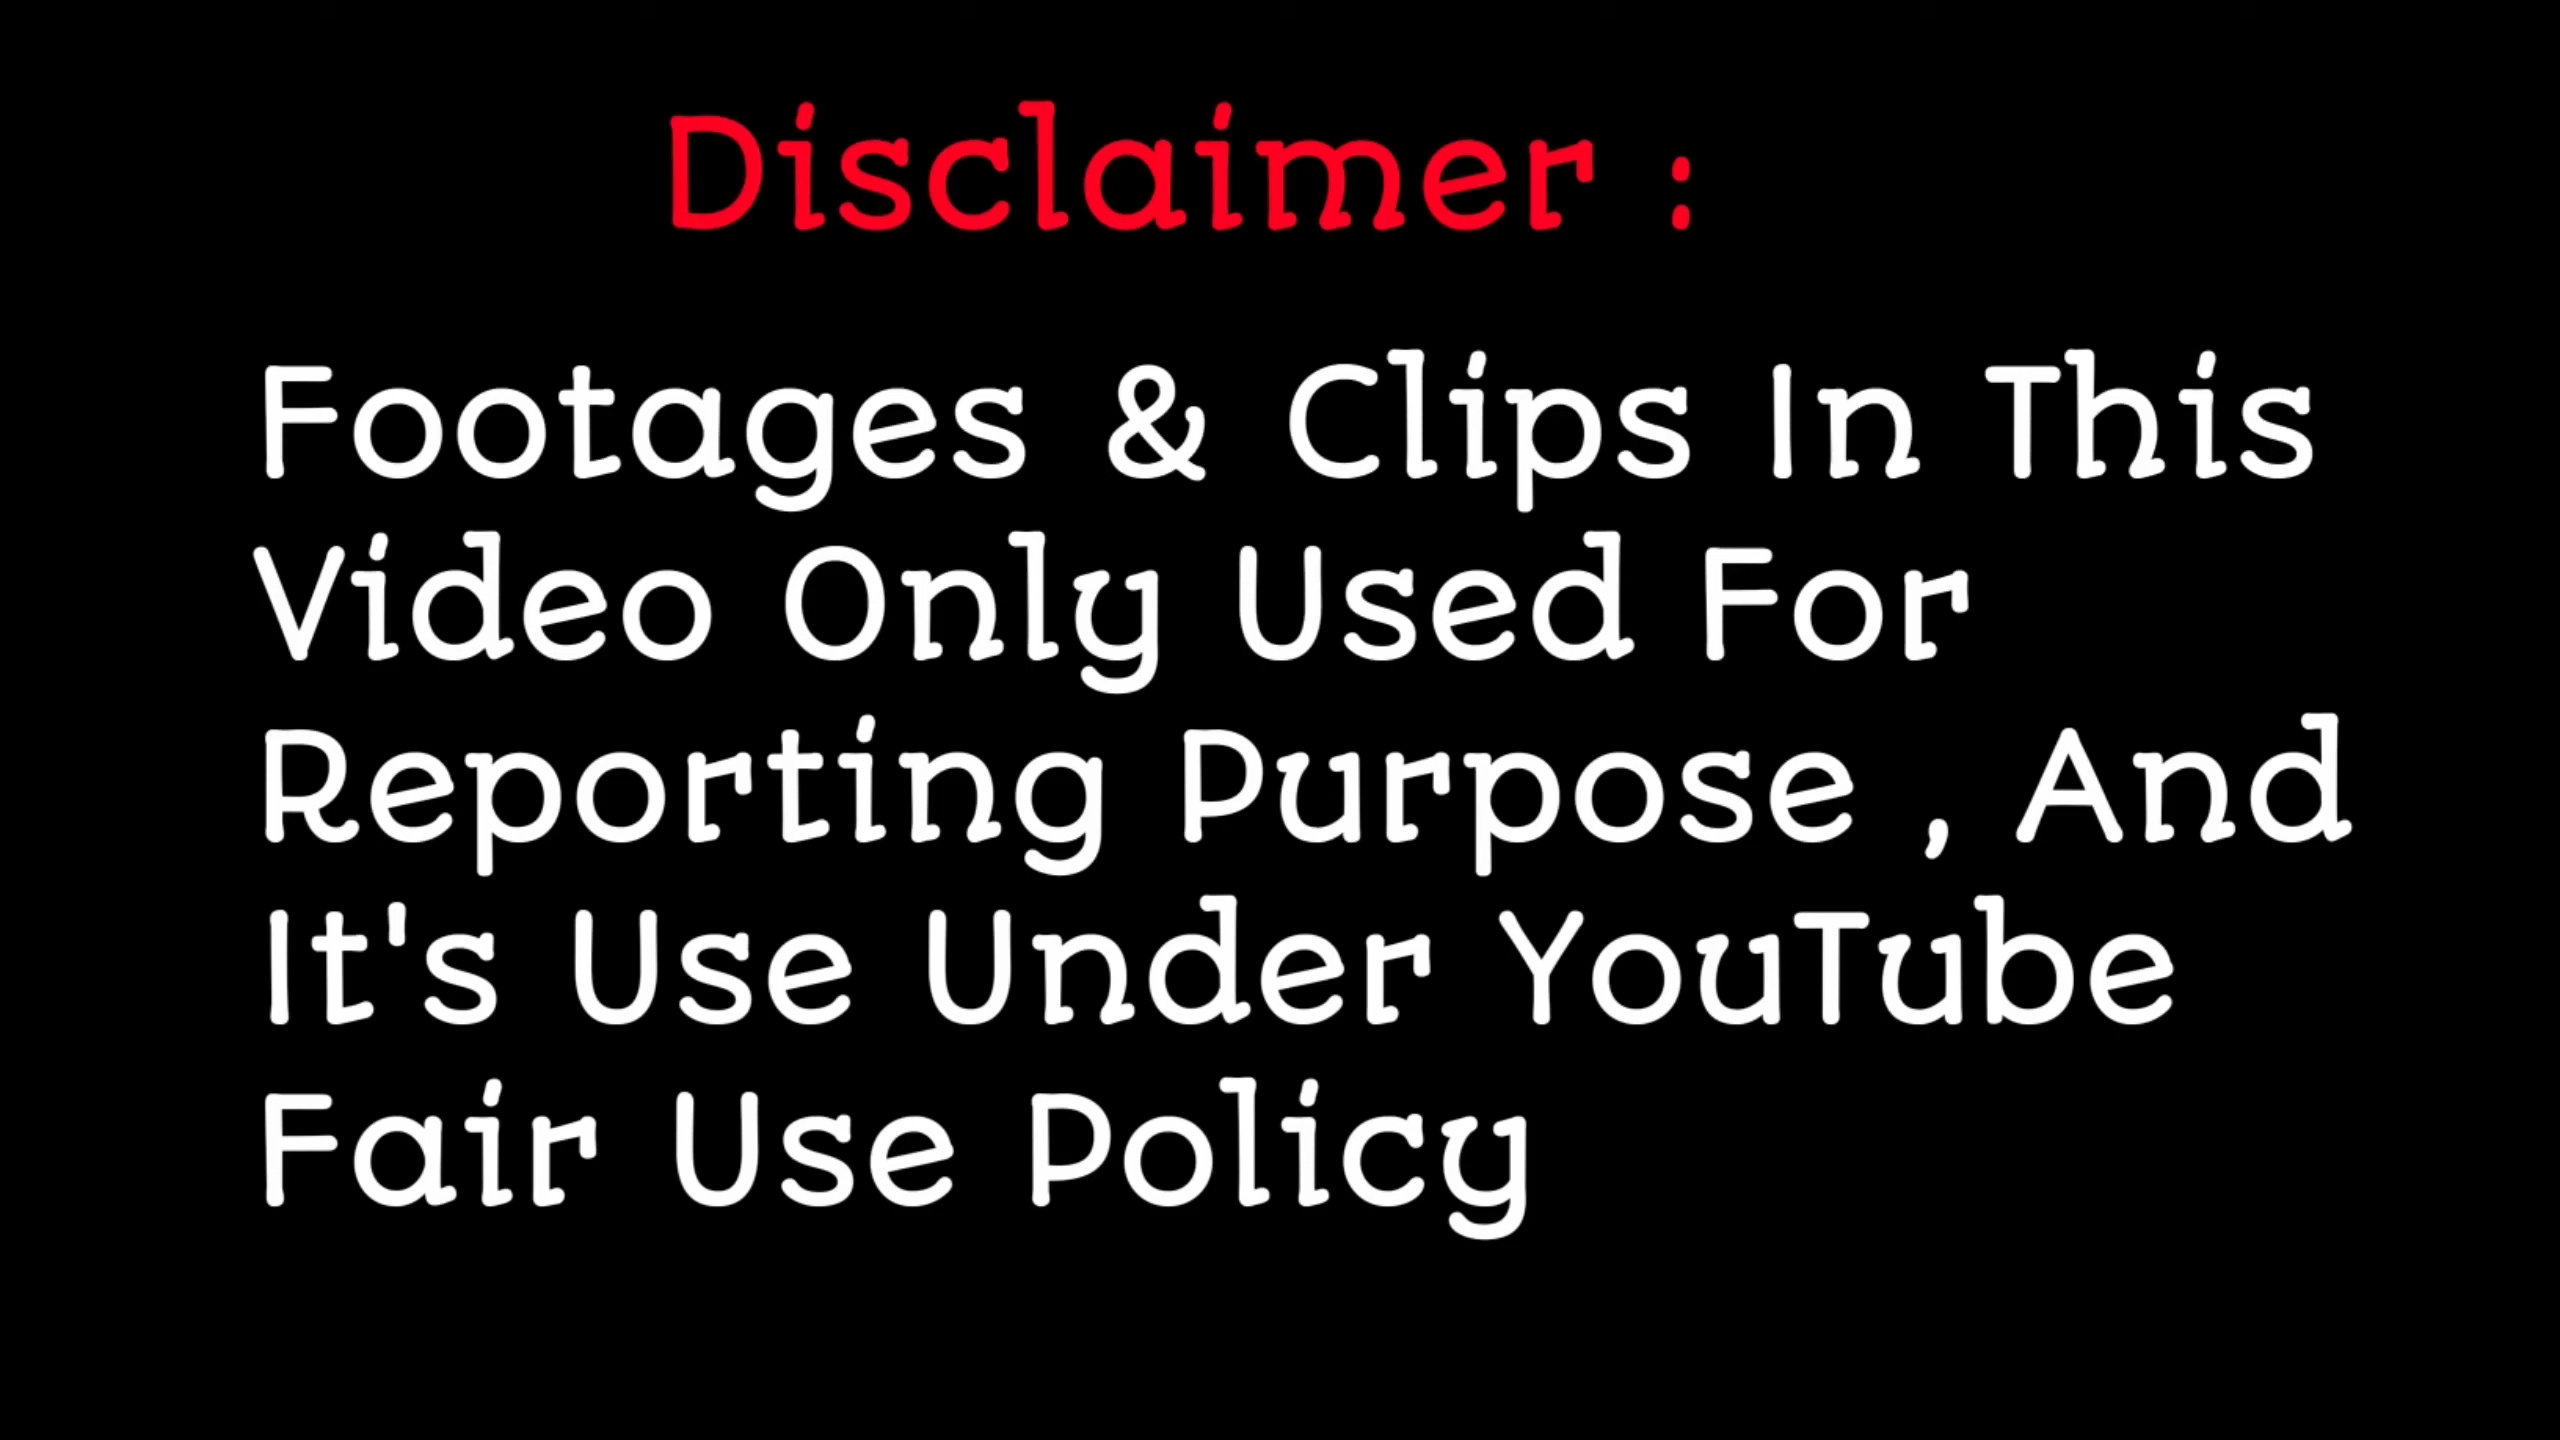 Disclaimer :
Footages & Clips In This
Video Only Used For
Reporting Purpose , And
It's Use Under YouTube
Fair Use Policy